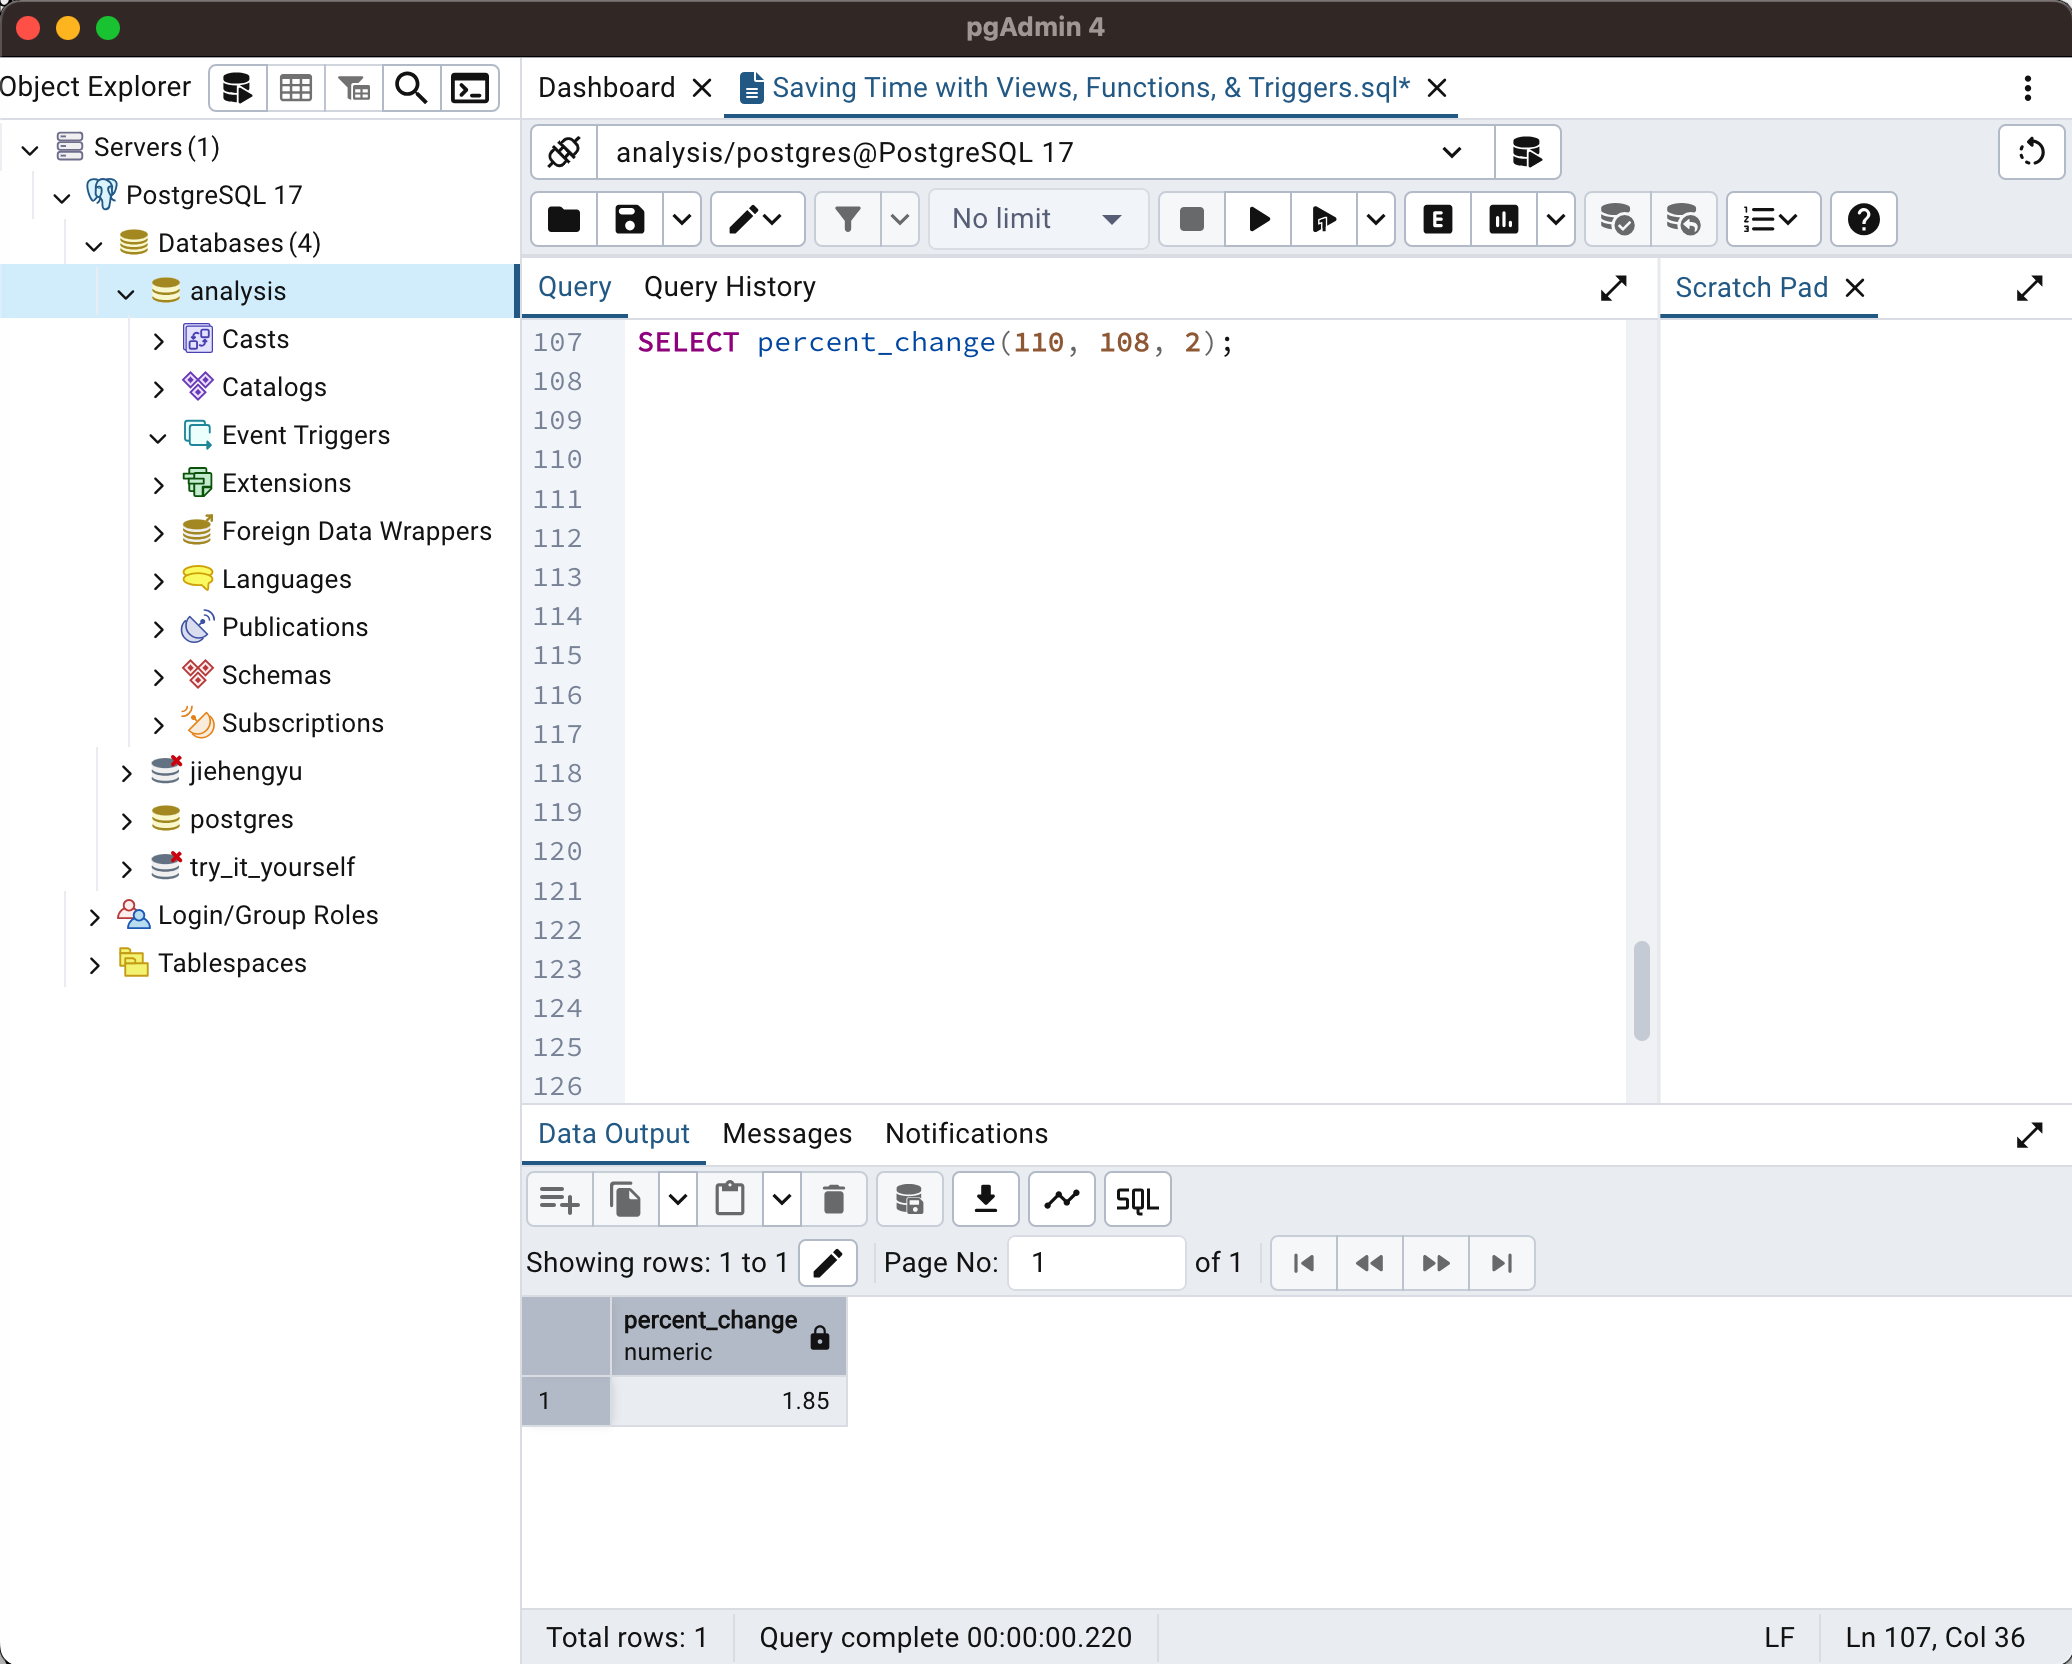 pgAdmin 4
Object Explorer
Servers (1)
PostgreSQL 17
Databases (4)
analysis
Casts
Catalogs
Event Triggers
Extensions
Foreign Data Wrappers
Languages
Publications
Schemas
Subscriptions
jiehengyu
postgres
try_it_yourself
Login/Group Roles
Tablespaces
Dashboard
Saving Time with Views, Functions, & Triggers.sql*
analysis/postgres@PostgreSQL 17
No limit
E
Query
Query History
Scratch Pad
107 SELECT percent_change(110, 108, 2);
108
109
110
111
112
113
114
115
116
117
118
119
120
121
122
123
124
125
126
Data Output
Messages
Notifications
SQL
Showing rows: 1 to 1
Page No: 1 of 1
percent_change
numeric
1 1.85
Total rows: 1
Query complete 00:00:00.220
LF
Ln 107, Col 36